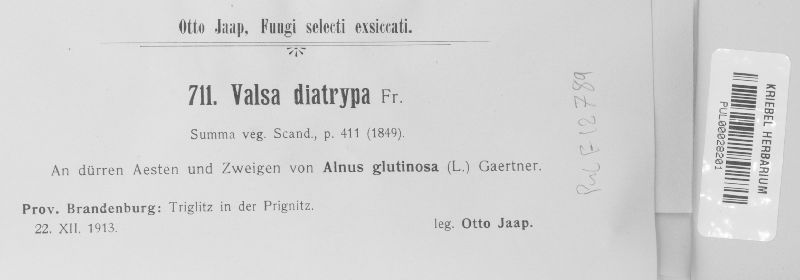 Otto Jaap, Fungi selecti exsiccati.
711. Valsa diatrypa Fr.
Summa veg. Scand., p. 411 (1849).
An dürren Aesten und Zweigen von Alnus glutinosa (L.) Gaertner.
Prov. Brandenburg: Triglitz in der Prignitz.
22. XII. 1913.
leg. Otto Jaap.
Pul F 12789
KRIEBEL HERBARIUM
PUL00028201